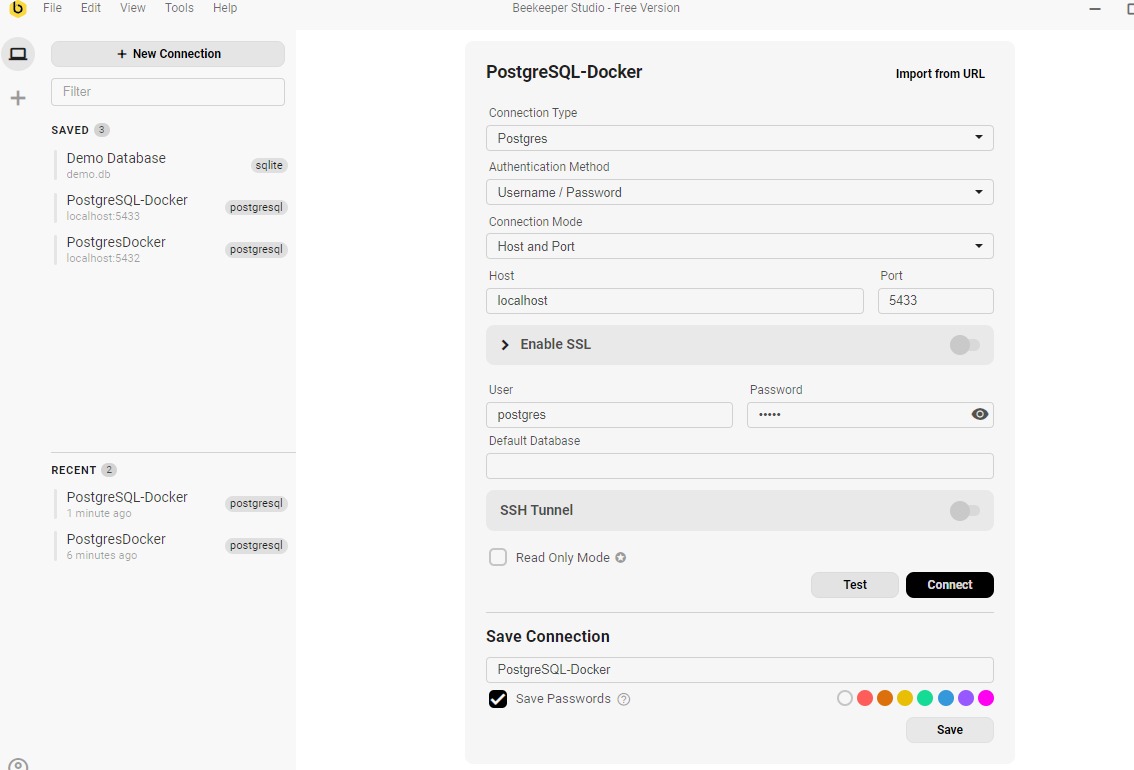 File Edit View Tools Help
Beekeeper Studio - Free Version
+ New Connection
Filter
SAVED 3
Demo Database
demo.db
sqlite
PostgreSQL-Docker
localhost:5433
postgresql
PostgresDocker
localhost:5432
postgresql
RECENT 2
PostgreSQL-Docker
1 minute ago
postgresql
PostgresDocker
6 minutes ago
postgresql
PostgreSQL-Docker
Import from URL
Connection Type
Postgres
Authentication Method
Username / Password
Connection Mode
Host and Port
Host Port
localhost 5433
Enable SSL
User Password
postgres •••••
Default Database
SSH Tunnel
Read Only Mode
Test Connect
Save Connection
PostgreSQL-Docker
Save Passwords ?
Save